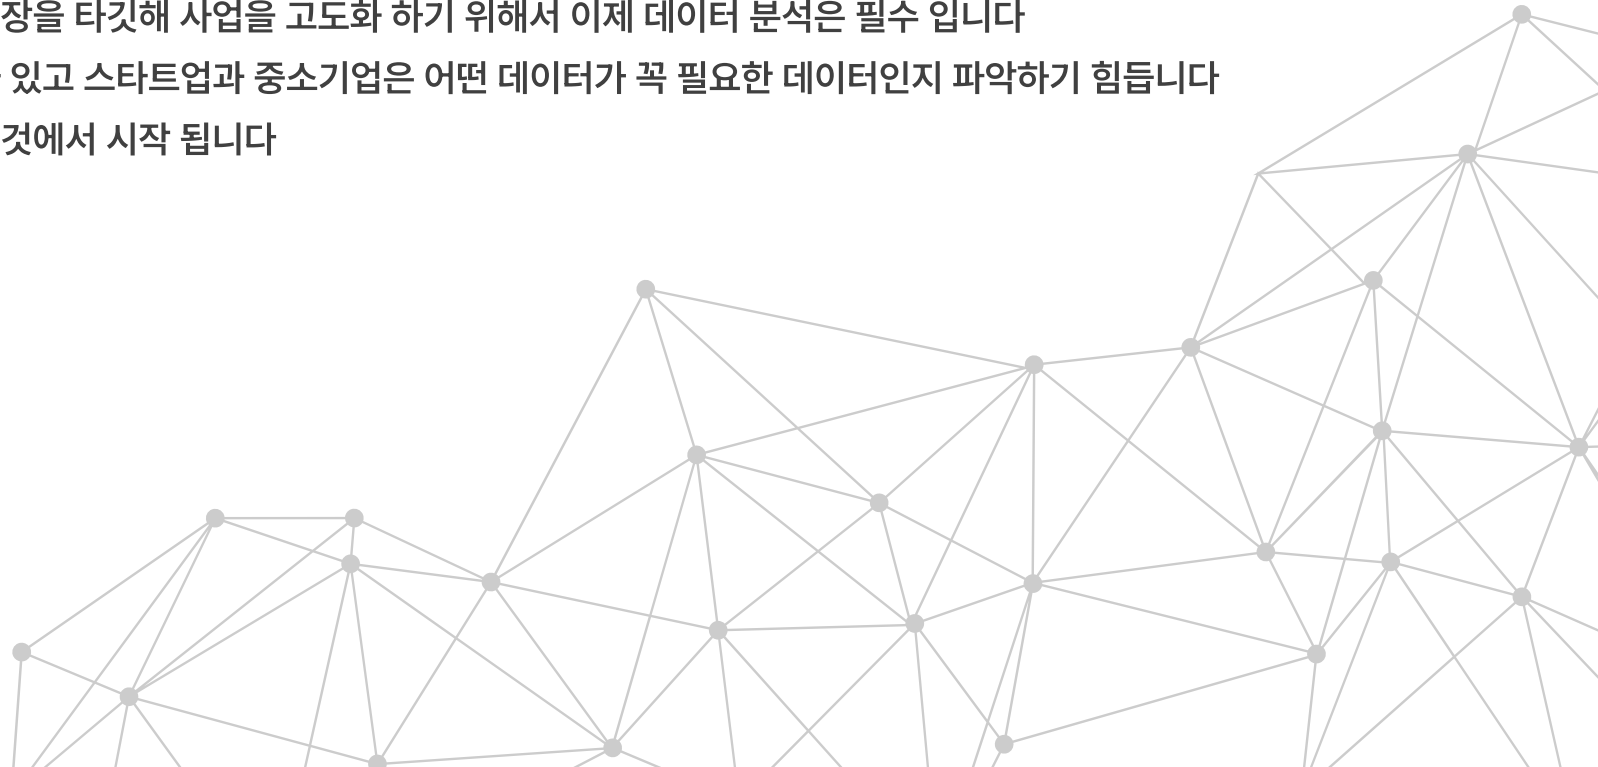 장을 타깃해 사업을 고도화 하기 위해서 이제 데이터 분석은 필수 입니다
있고 스타트업과 중소기업은 어떤 데이터가 꼭 필요한 데이터인지 파악하기 힘듭니다
것에서 시작 됩니다